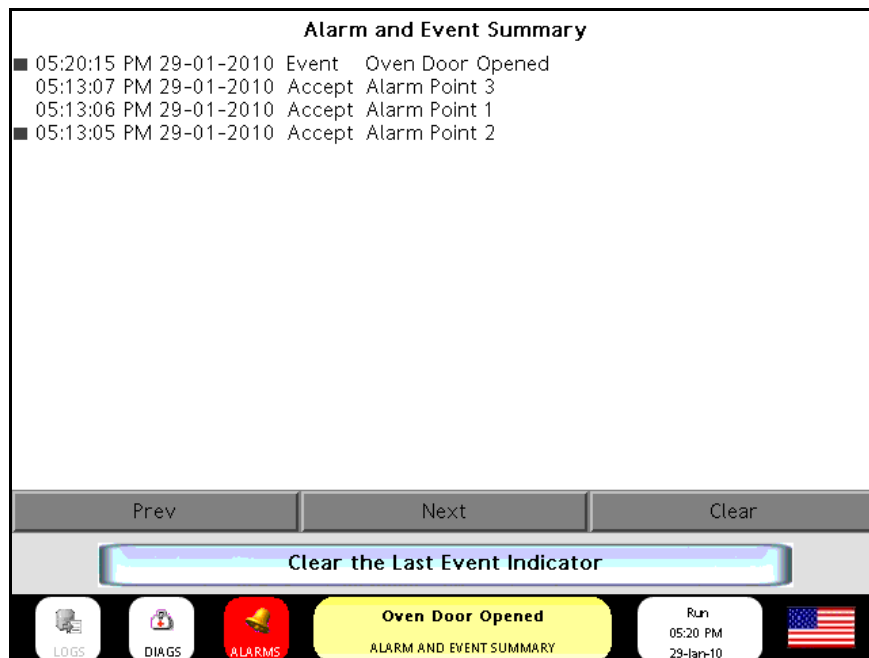 Alarm and Event Summary
05:20:15 PM 29-01-2010 Event Oven Door Opened
05:13:07 PM 29-01-2010 Accept Alarm Point 3
05:13:06 PM 29-01-2010 Accept Alarm Point 1
05:13:05 PM 29-01-2010 Accept Alarm Point 2
Prev Next Clear
Clear the Last Event Indicator
LOGS DIAGS ALARMS
Oven Door Opened
ALARM AND EVENT SUMMARY
Run
05:20 PM
29-Jan-10